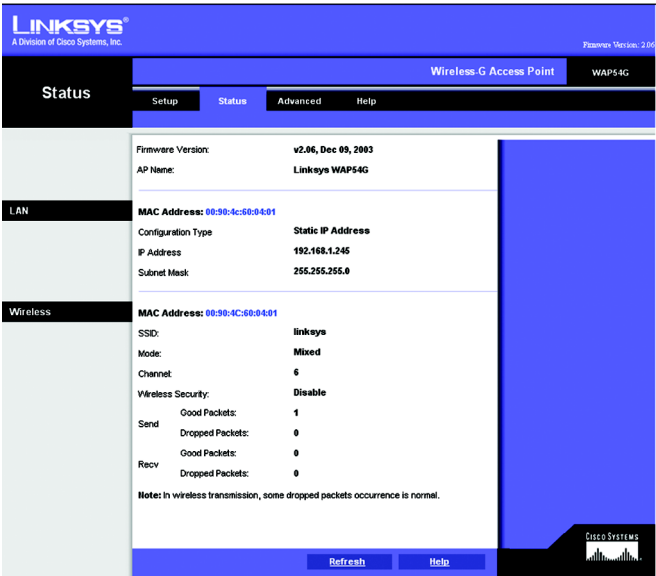 LINKSYS®
A Division of Cisco Systems, Inc.
Firmware Version: 2.06
Wireless-G Access Point WAP54G
Status
Setup Status Advanced Help
Firmware Version: v2.06, Dec 09, 2003
AP Name: Linksys WAP54G
LAN
MAC Address: 00:90:4c:60:04:01
Configuration Type Static IP Address
IP Address 192.168.1.245
Subnet Mask 255.255.255.0
Wireless
MAC Address: 00:90:4C:60:04:01
SSID: linksys
Mode: Mixed
Channel: 6
Wireless Security: Disable
Send
Good Packets: 1
Dropped Packets: 0
Recv
Good Packets: 0
Dropped Packets: 0
Note: In wireless transmission, some dropped packets occurrence is normal.
Refresh Help
CISCO SYSTEMS